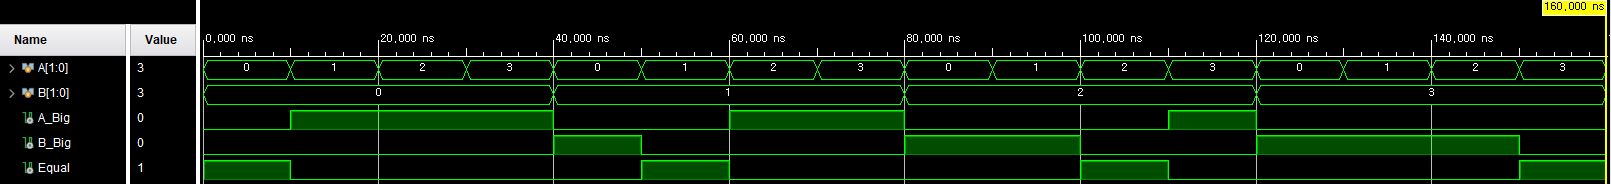 160,000 ns
Name Value 0,000 ns 20,000 ns 40,000 ns 60,000 ns 80,000 ns 100,000 ns 120,000 ns 140,000 ns
A[1:0] 3 0 1 2 3 0 1 2 3 0 1 2 3 0 1 2 3
B[1:0] 3 0 1 2 3
A_Big 0
B_Big 0
Equal 1